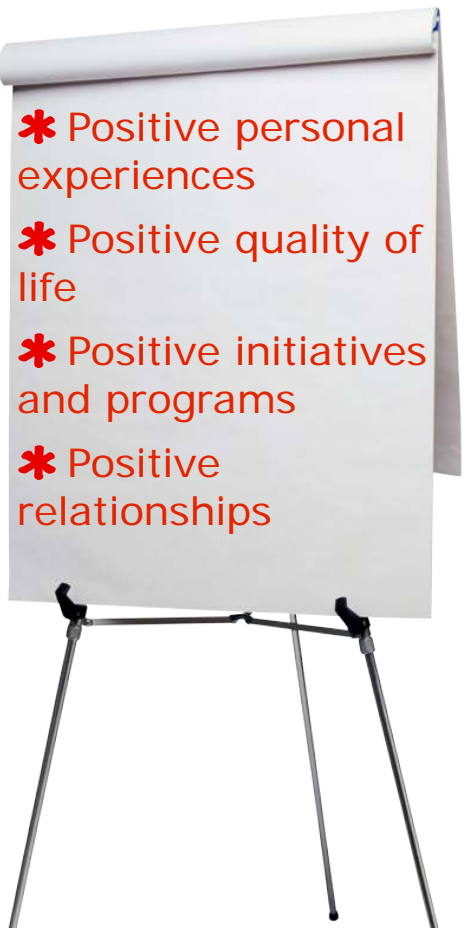 ✱ Positive personal
experiences
✱ Positive quality of
life
✱ Positive initiatives
and programs
✱ Positive
relationships